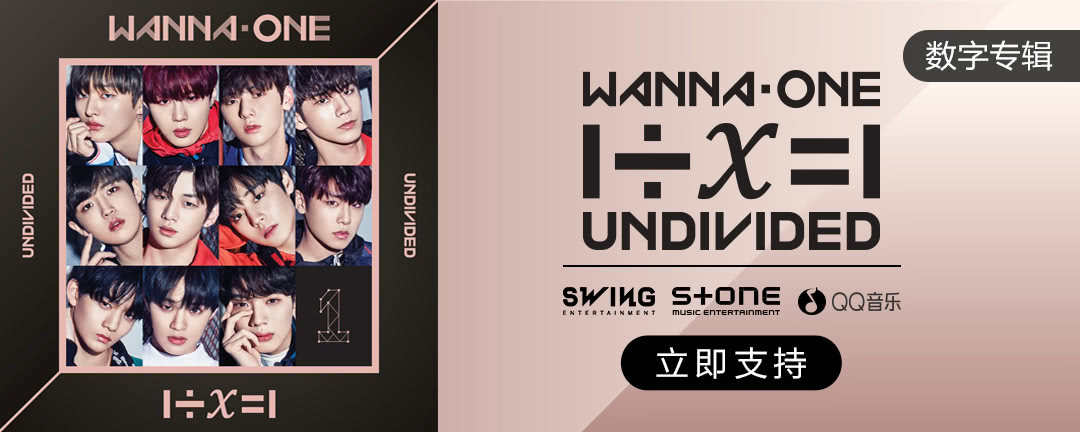 WANNA·ONE
UNDIVIDED
UNDIVIDED
1
1÷x=1
数字专辑
WANNA·ONE
1÷x=1
UNDIVIDED
SWING
ENTERTAINMENT
STONE
MUSIC ENTERTAINMENT
QQ音乐
立即支持